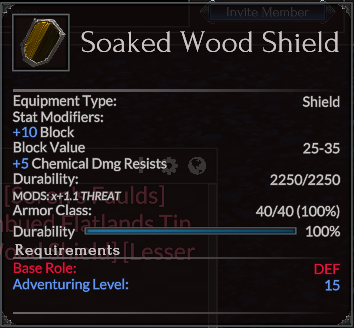 Invite Member
Soaked Wood Shield
Equipment Type: Shield
Stat Modifiers:
+10 Block
Block Value 25-35
+5 Chemical Dmg Resists
Durability: 2250/2250
MODS: x+1.1 THREAT
Armor Class: 40/40 (100%)
Durability 100%
Requirements
Base Role: DEF
Adventuring Level: 15